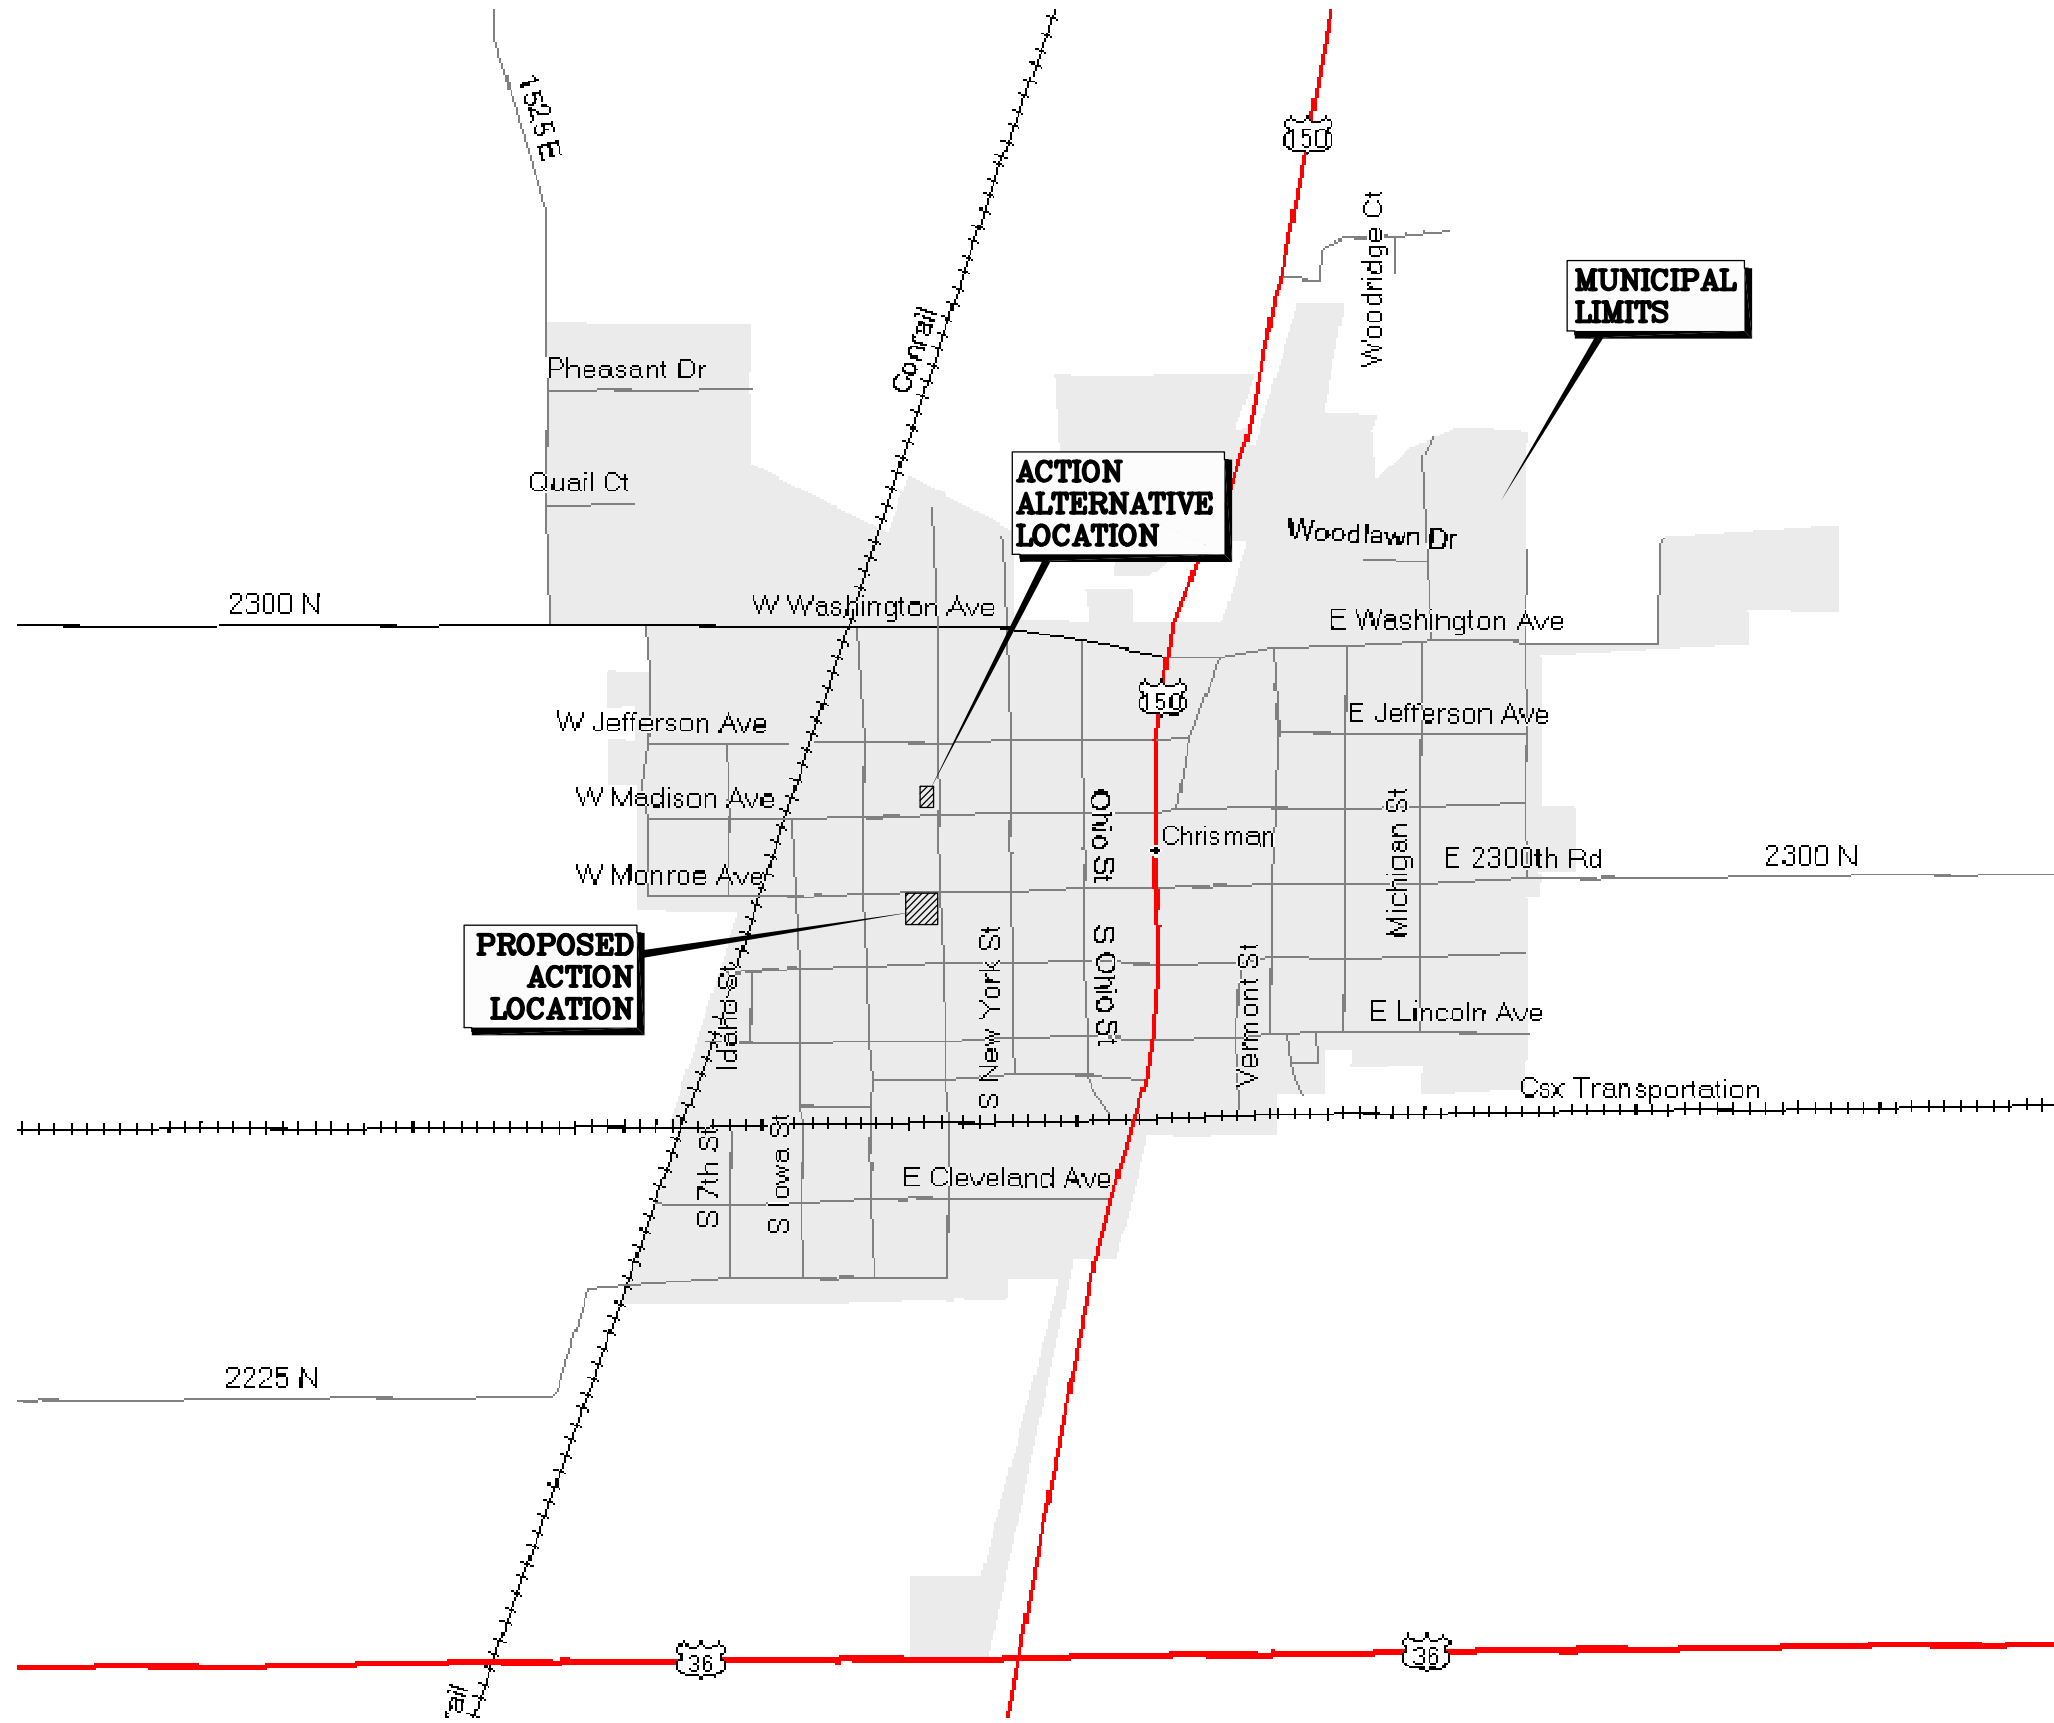 1525 E
150
Woodridge Ct
MUNICIPAL
LIMITS
Conrail
Pheasant Dr
Quail Ct
ACTION
ALTERNATIVE
LOCATION
Woodlawn Dr
2300 N
W Washington Ave
E Washington Ave
150
W Jefferson Ave
E Jefferson Ave
W Madison Ave
Ohio St
Michigan St
Chrisman
E 2300th Rd
2300 N
W Monroe Ave
PROPOSED
ACTION
LOCATION
Idaho St
S New York St
S Ohio St
Vermont St
E Lincoln Ave
Csx Transportation
S 7th St
S Iowa St
E Cleveland Ave
2225 N
36
36
ail